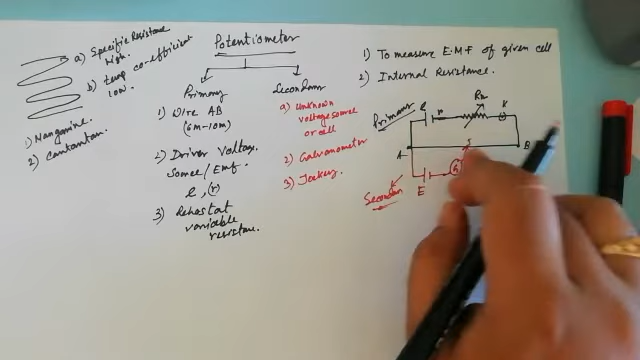 Potentiometer
a) Specific Resistance
High.
b) temp co-efficient
low.
1) Mangnine
2) Cantantan.
Primary
1) Wire AB
(6m-10m)
2) Driver Voltage
Source / Emf
e, (r)
3) Rehostat
variable
resistance.
Secondary
a) Unknown
voltage source
or cell
2) Galvanometer
3) Jockey.
1) To measure E.M.F of given cell
2) Internal Resistance.
Primary
e
r
Rh
K
A
B
J
Secondary
E
G